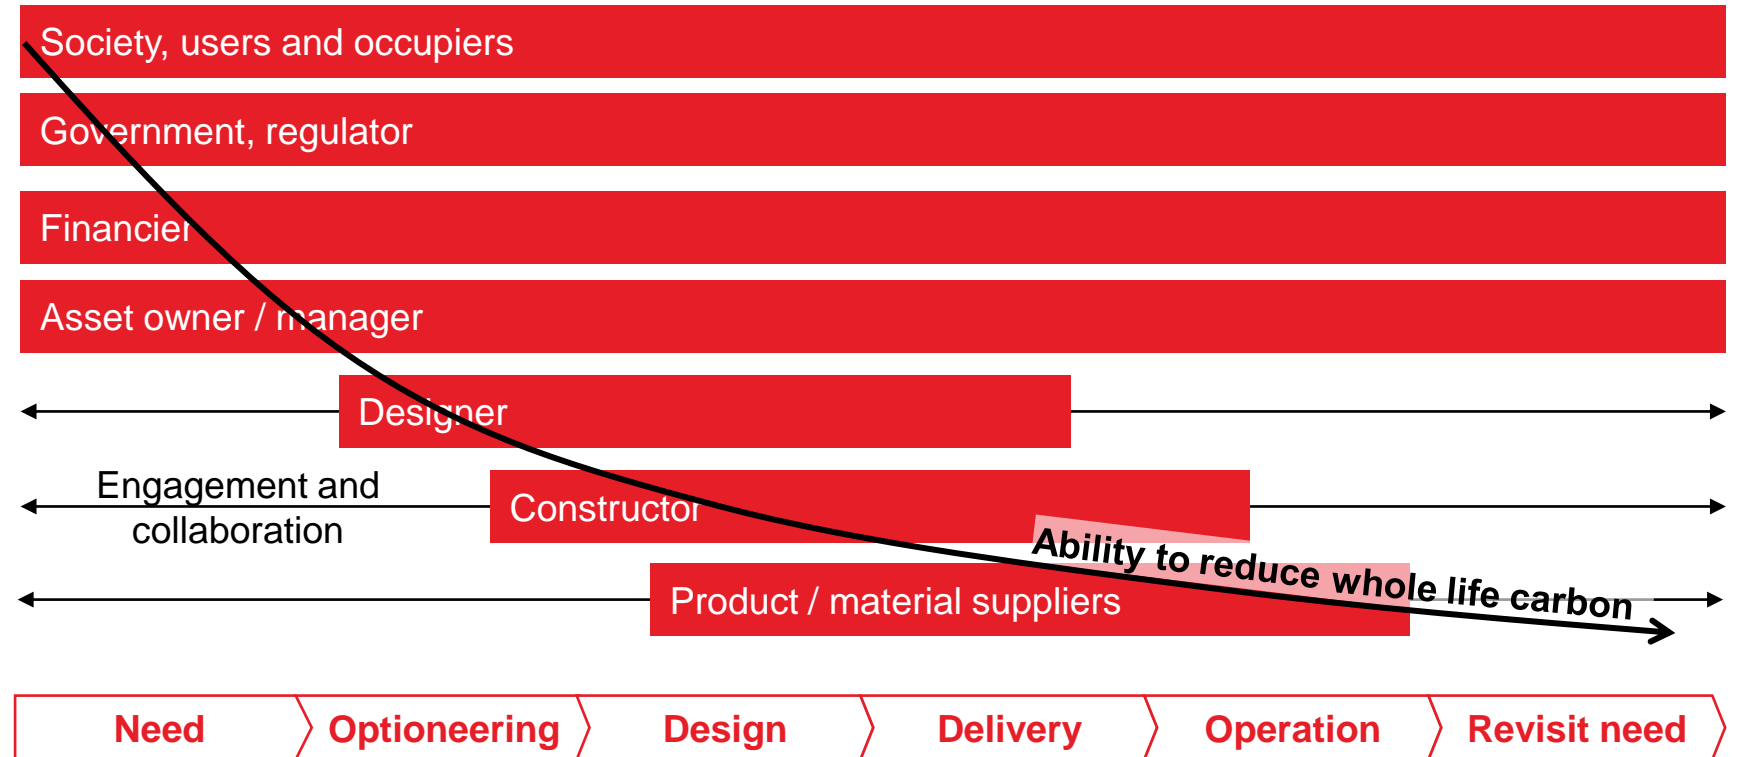 Society, users and occupiers
Government, regulator
Financier
Asset owner / manager
Designer
Engagement and
collaboration
Constructor
Ability to reduce whole life carbon
Product / material suppliers
Need
Optioneering
Design
Delivery
Operation
Revisit need